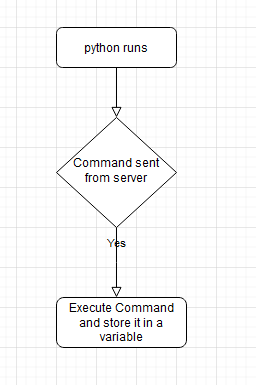 python runs
Command sent
from server
Yes
Execute Command
and store it in a
variable